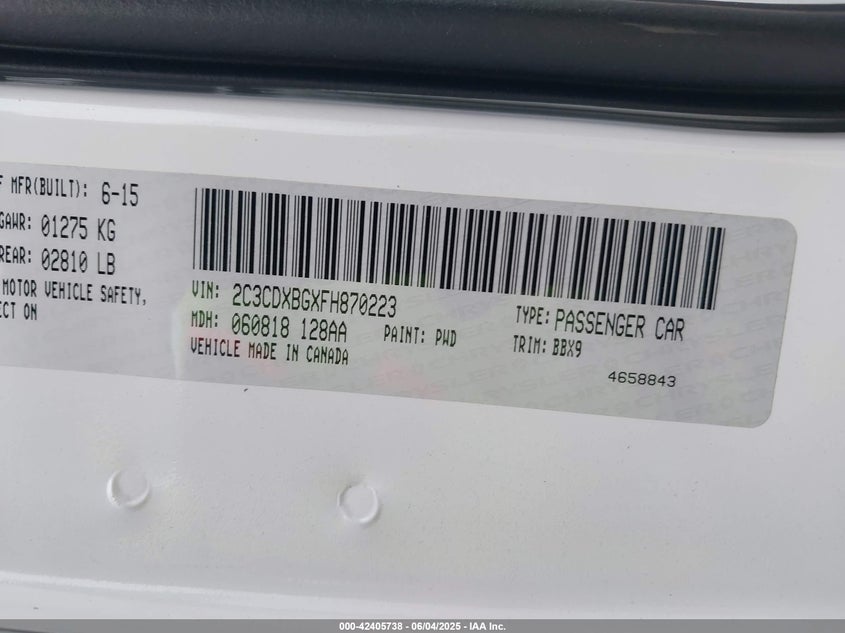 F MFR(BUILT): 6-15
GAWR: 01275 KG
REAR: 02810 LB
MOTOR VEHICLE SAFETY,
ECT ON
VIN: 2C3CDXBGXFH870223
MDH: 060818 128AA PAINT: PWD
VEHICLE MADE IN CANADA
TYPE: PASSENGER CAR
TRIM: BBX9
4658843
000-42405738 - 06/04/2025 - IAA Inc.